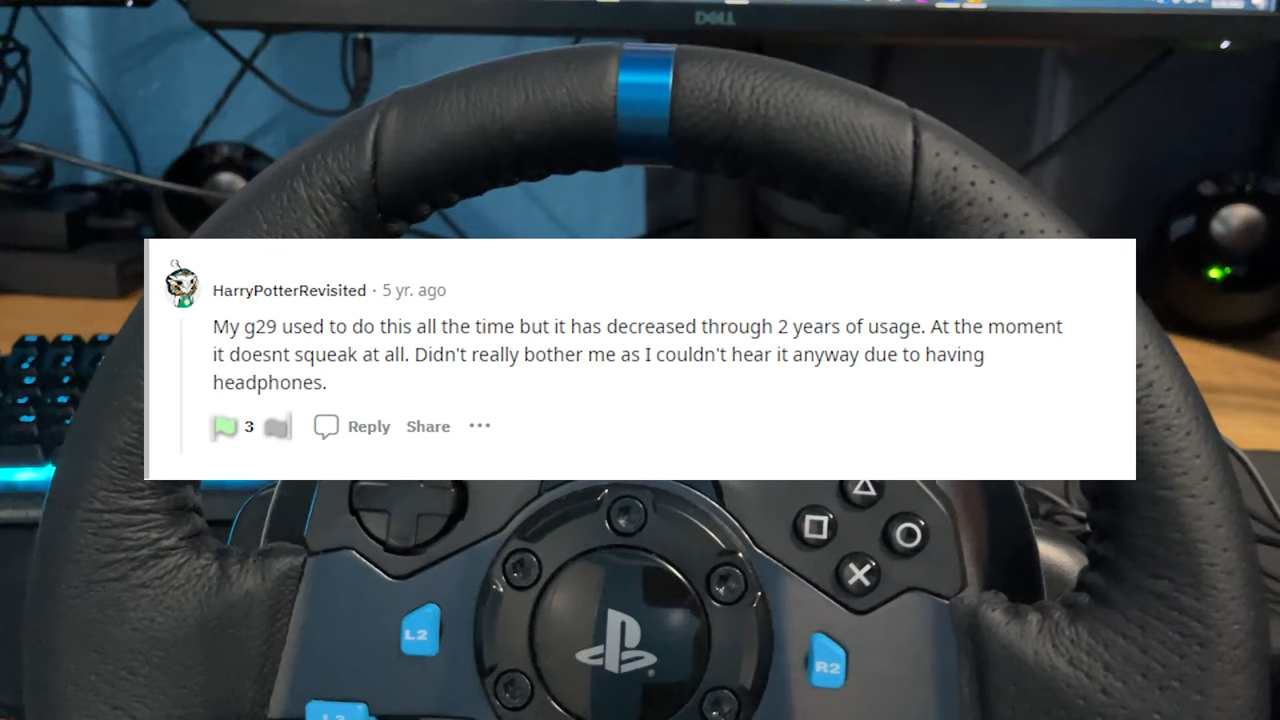 DELL
HarryPotterRevisited · 5 yr. ago
My g29 used to do this all the time but it has decreased through 2 years of usage. At the moment
it doesnt squeak at all. Didn't really bother me as I couldn't hear it anyway due to having
headphones.
3 Reply Share ···
L2
R2
L3